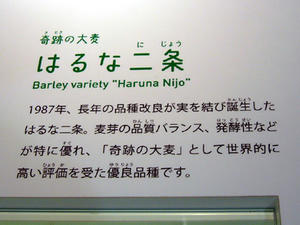 奇跡の大麦
はるな二条
Barley variety "Haruna Nijo"
1987年、長年の品種改良が実を結び誕生した
はるな二条。麦芽の品質バランス、発酵性など
が特に優れ、「奇跡の大麦」として世界的に
高い評価を受けた優良品種です。